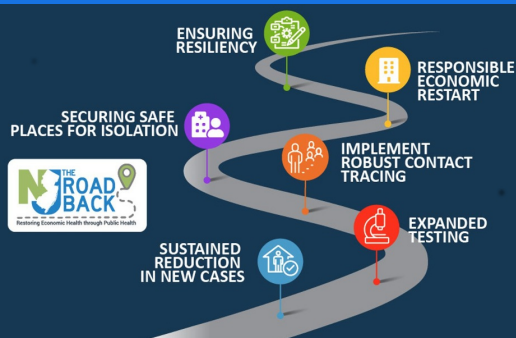 ENSURING
RESILIENCY
RESPONSIBLE
ECONOMIC
RESTART
SECURING SAFE
PLACES FOR ISOLATION
IMPLEMENT
ROBUST CONTACT
TRACING
NJ THE
ROAD
BACK
Restoring Economic Health through Public Health
EXPANDED
TESTING
SUSTAINED
REDUCTION
IN NEW CASES